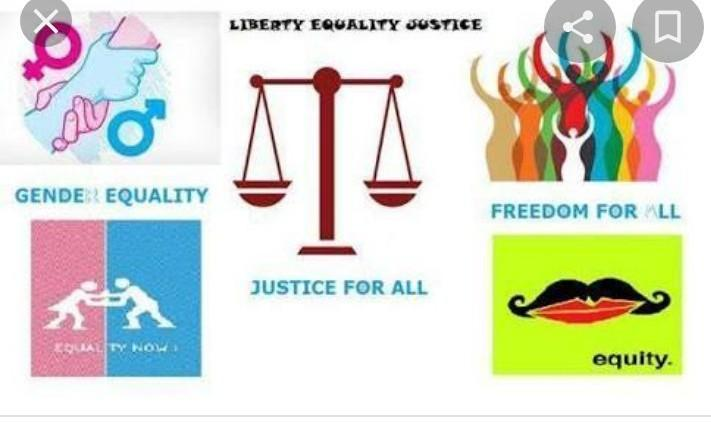 LIBERTY EQUALITY JUSTICE
GENDER EQUALITY
FREEDOM FOR ALL
JUSTICE FOR ALL
EQUALITY NOW !
equity.